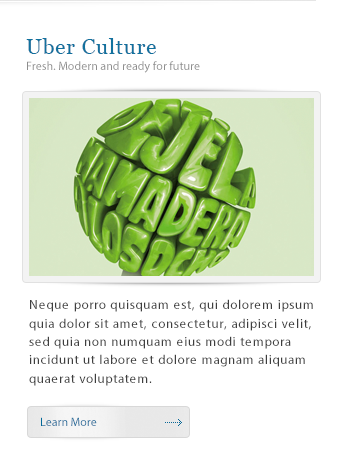 Uber Culture
Fresh. Modern and ready for future
JEL
MADERA
Neque porro quisquam est, qui dolorem ipsum
quia dolor sit amet, consectetur, adipisci velit,
sed quia non numquam eius modi tempora
incidunt ut labore et dolore magnam aliquam
quaerat voluptatem.
Learn More